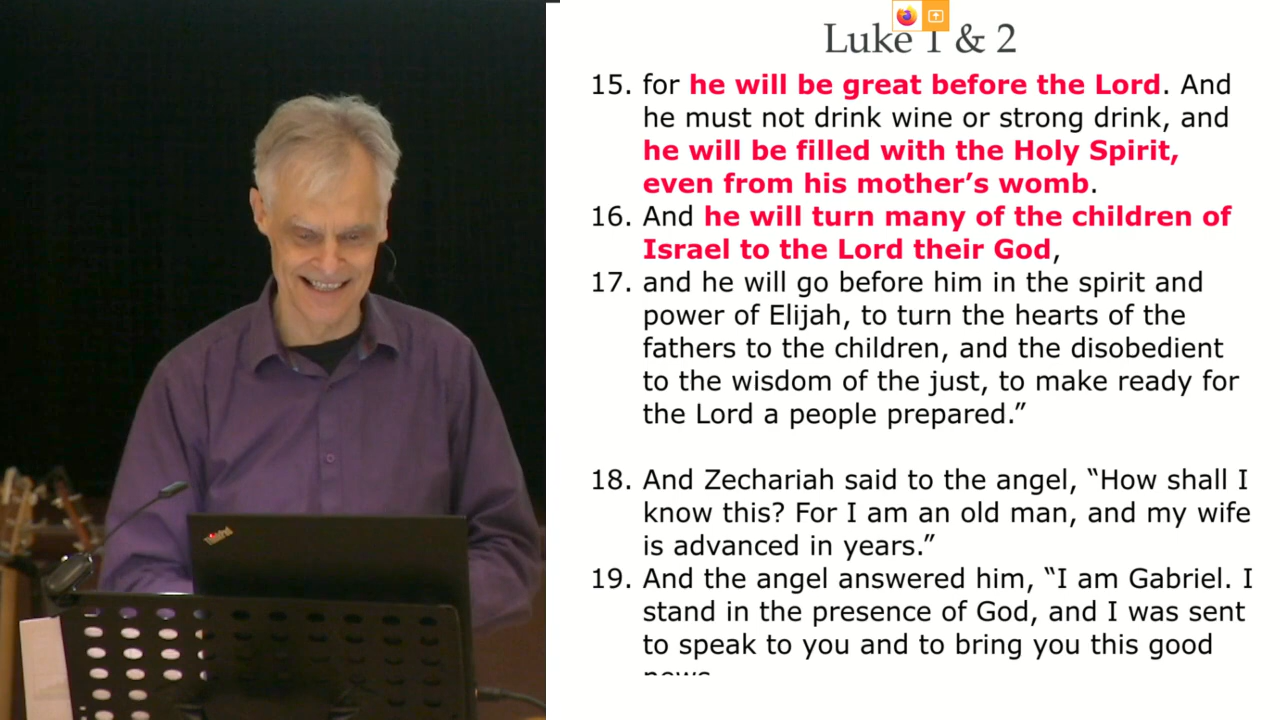 Luke 1 & 2
15. for he will be great before the Lord. And
he must not drink wine or strong drink, and
he will be filled with the Holy Spirit,
even from his mother’s womb.
16. And he will turn many of the children of
Israel to the Lord their God,
17. and he will go before him in the spirit and
power of Elijah, to turn the hearts of the
fathers to the children, and the disobedient
to the wisdom of the just, to make ready for
the Lord a people prepared.”
18. And Zechariah said to the angel, “How shall I
know this? For I am an old man, and my wife
is advanced in years.”
19. And the angel answered him, “I am Gabriel. I
stand in the presence of God, and I was sent
to speak to you and to bring you this good
news
ThinkPad